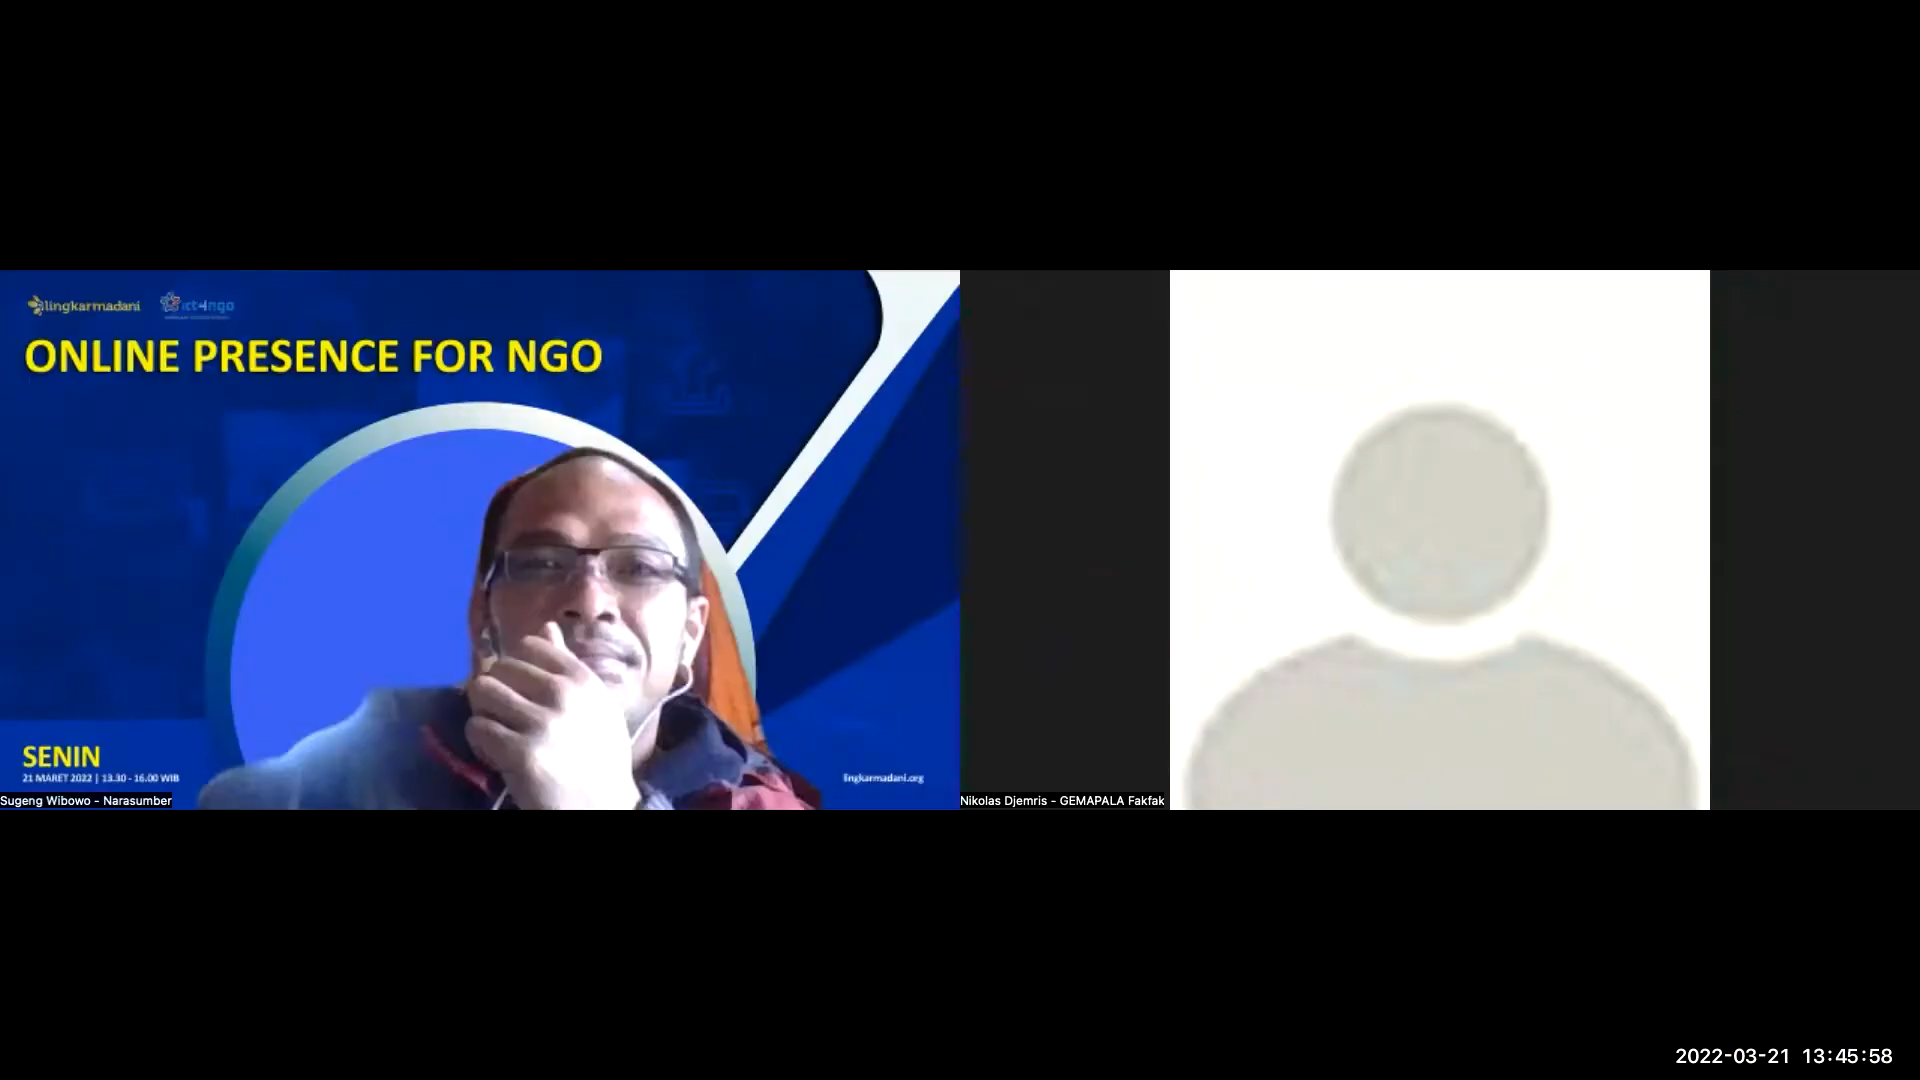 lingkarmadani
ict4ngo
ONLINE PRESENCE FOR NGO
SENIN
21 MARET 2022 | 13.30 - 16.00 WIB
lingkarmadani.org
Sugeng Wibowo - Narasumber
Nikolas Djemris - GEMAPALA Fakfak
2022-03-21 13:45:58